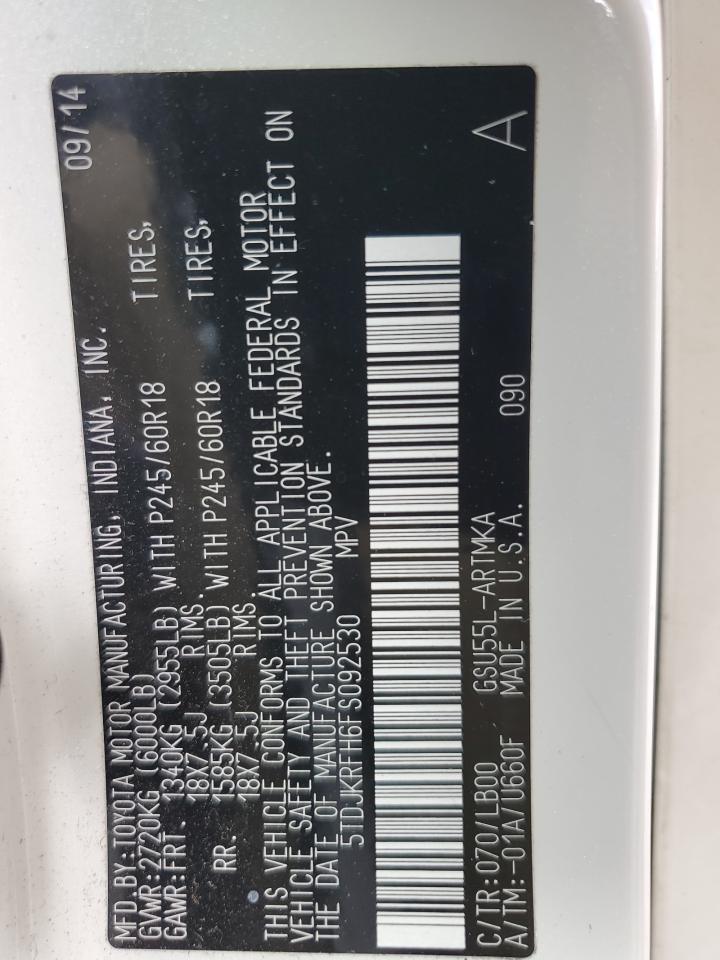 MFD.BY:TOYOTA MOTOR MANUFACTURING, INDIANA, INC. 09/14
GVWR:2720KG (6000LB)
GAWR:FRT. 1340KG (2955LB) WITH P245/60R18 TIRES,
18X7.5J RIMS.
RR. 1585KG (3505LB) WITH P245/60R18 TIRES,
18X7.5J RIMS.
THIS VEHICLE CONFORMS TO ALL APPLICABLE FEDERAL MOTOR
VEHICLE SAFETY AND THEFT PREVENTION STANDARDS IN EFFECT ON
THE DATE OF MANUFACTURE SHOWN ABOVE.
5TDJKRFH6FS092530 MPV
C/TR:070/LB00 GSU55L-ARTMKA 090 A
A/TM:-01A/U660F MADE IN U.S.A.